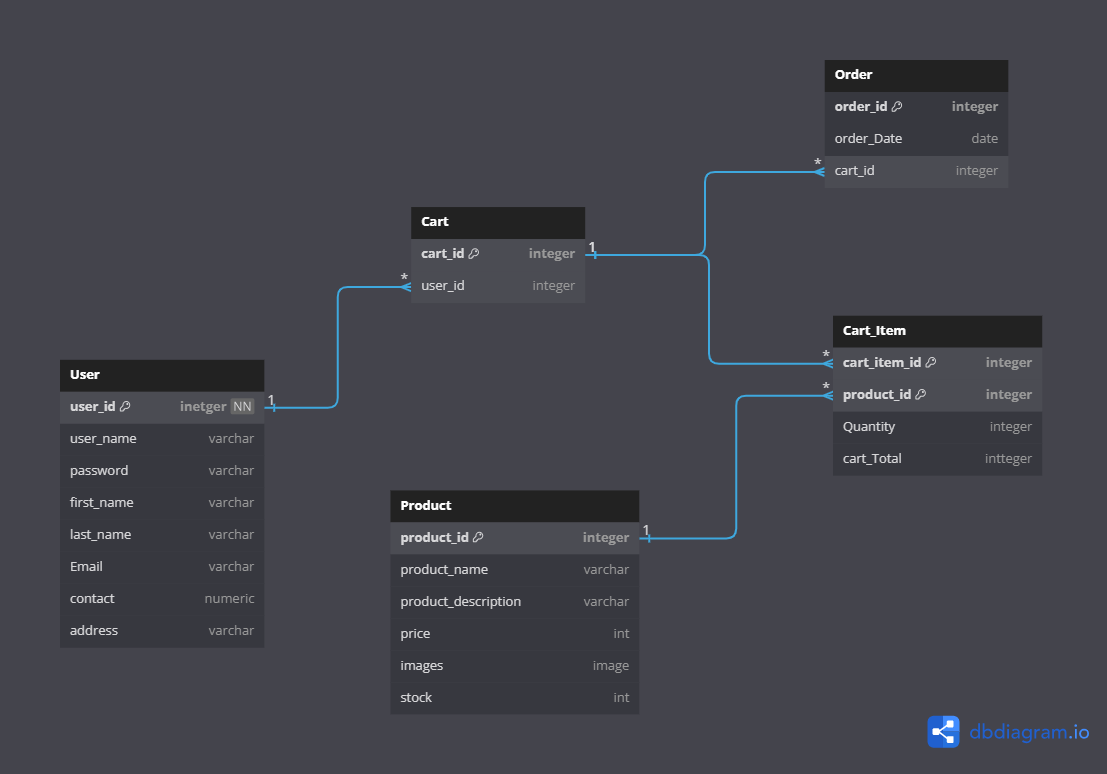 Order
order_id integer
order_Date date
* cart_id integer
Cart
cart_id integer 1
* user_id integer
Cart_Item
* cart_item_id integer
* product_id integer
Quantity integer
cart_Total intteger
User
user_id inetger NN 1
user_name varchar
password varchar
first_name varchar
last_name varchar
Email varchar
contact numeric
address varchar
Product
product_id integer 1
product_name varchar
product_description varchar
price int
images image
stock int
dbdiagram.io